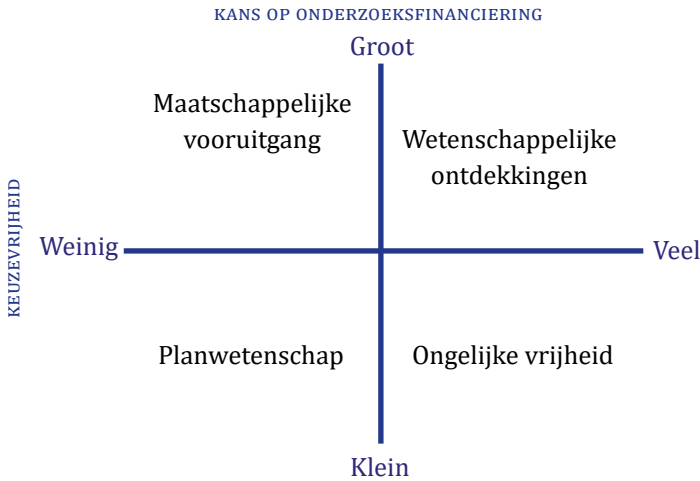 KANS OP ONDERZOEKSFINANCIERING
Groot
Maatschappelijke
vooruitgang
Wetenschappelijke
ontdekkingen
KEUZEVRIJHEID
Weinig
Veel
Planwetenschap
Ongelijke vrijheid
Klein